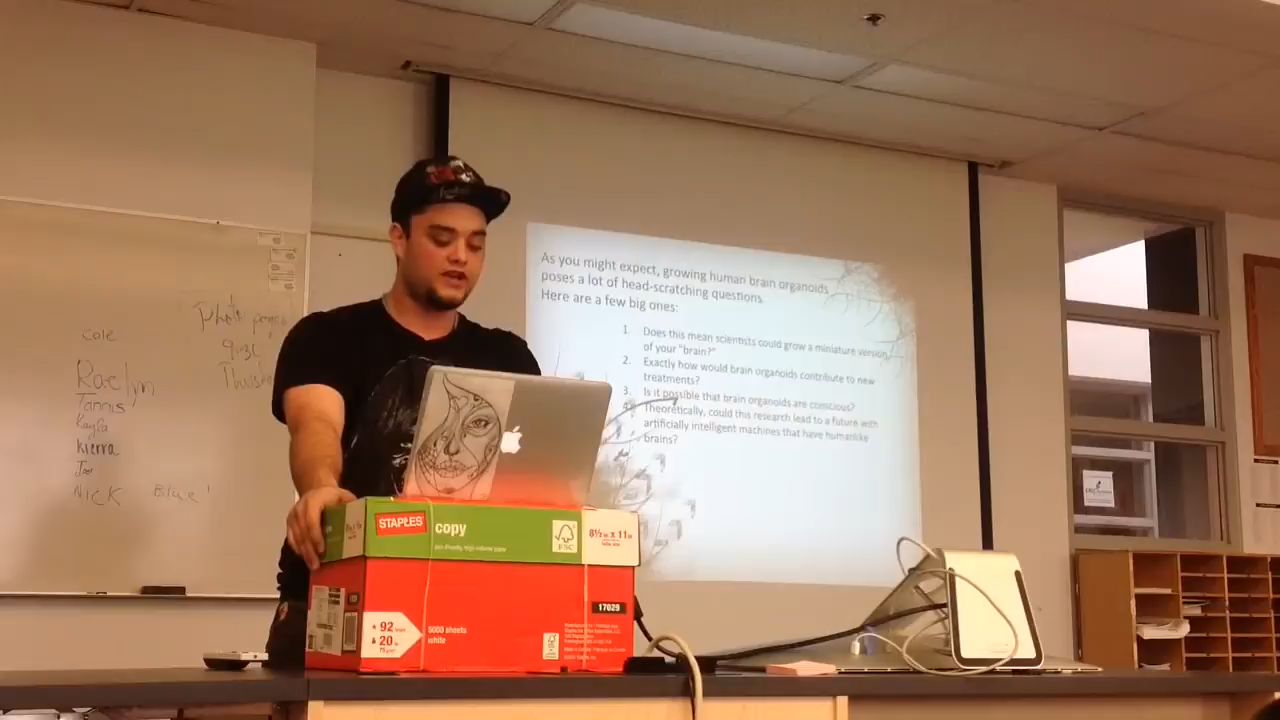 cole
Raelyn
Tannis
Kayla
kierra
Joe
NICK Blue!
As you might expect, growing human brain organoids
poses a lot of head-scratching questions.
Here are a few big ones:
1. Does this mean scientists could grow a miniature version
of your "brain?"
2. Exactly how would brain organoids contribute to new
treatments?
3. Is it possible that brain organoids are conscious?
4. Theoretically, could this research lead to a future with
artificially intelligent machines that have humanlike
brains?
STAPLES copy
FSC
8½ in x 11in
17029
92
20
5000 sheets
white